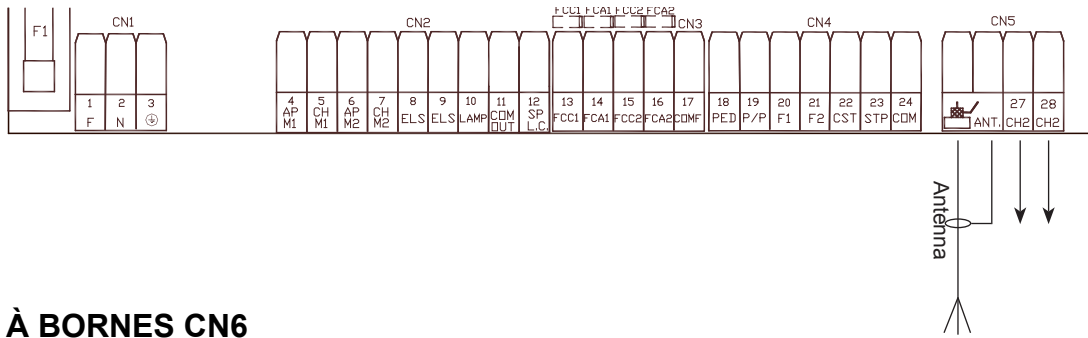 FCC1 FCA1 FCC2 FCA2
F1 CN1 CN2 CN3 CN4 CN5
1 2 3 4 5 6 7 8 9 10 11 12 13 14 15 16 17 18 19 20 21 22 23 24 27 28
F N AP M1 CH M1 AP M2 CH M2 ELS ELS LAMP COM OUT SP L.C. FCC1 FCA1 FCC2 FCA2 COMF PED P/P F1 F2 CST STP COM ANT. CH2 CH2
Antenna
À BORNES CN6